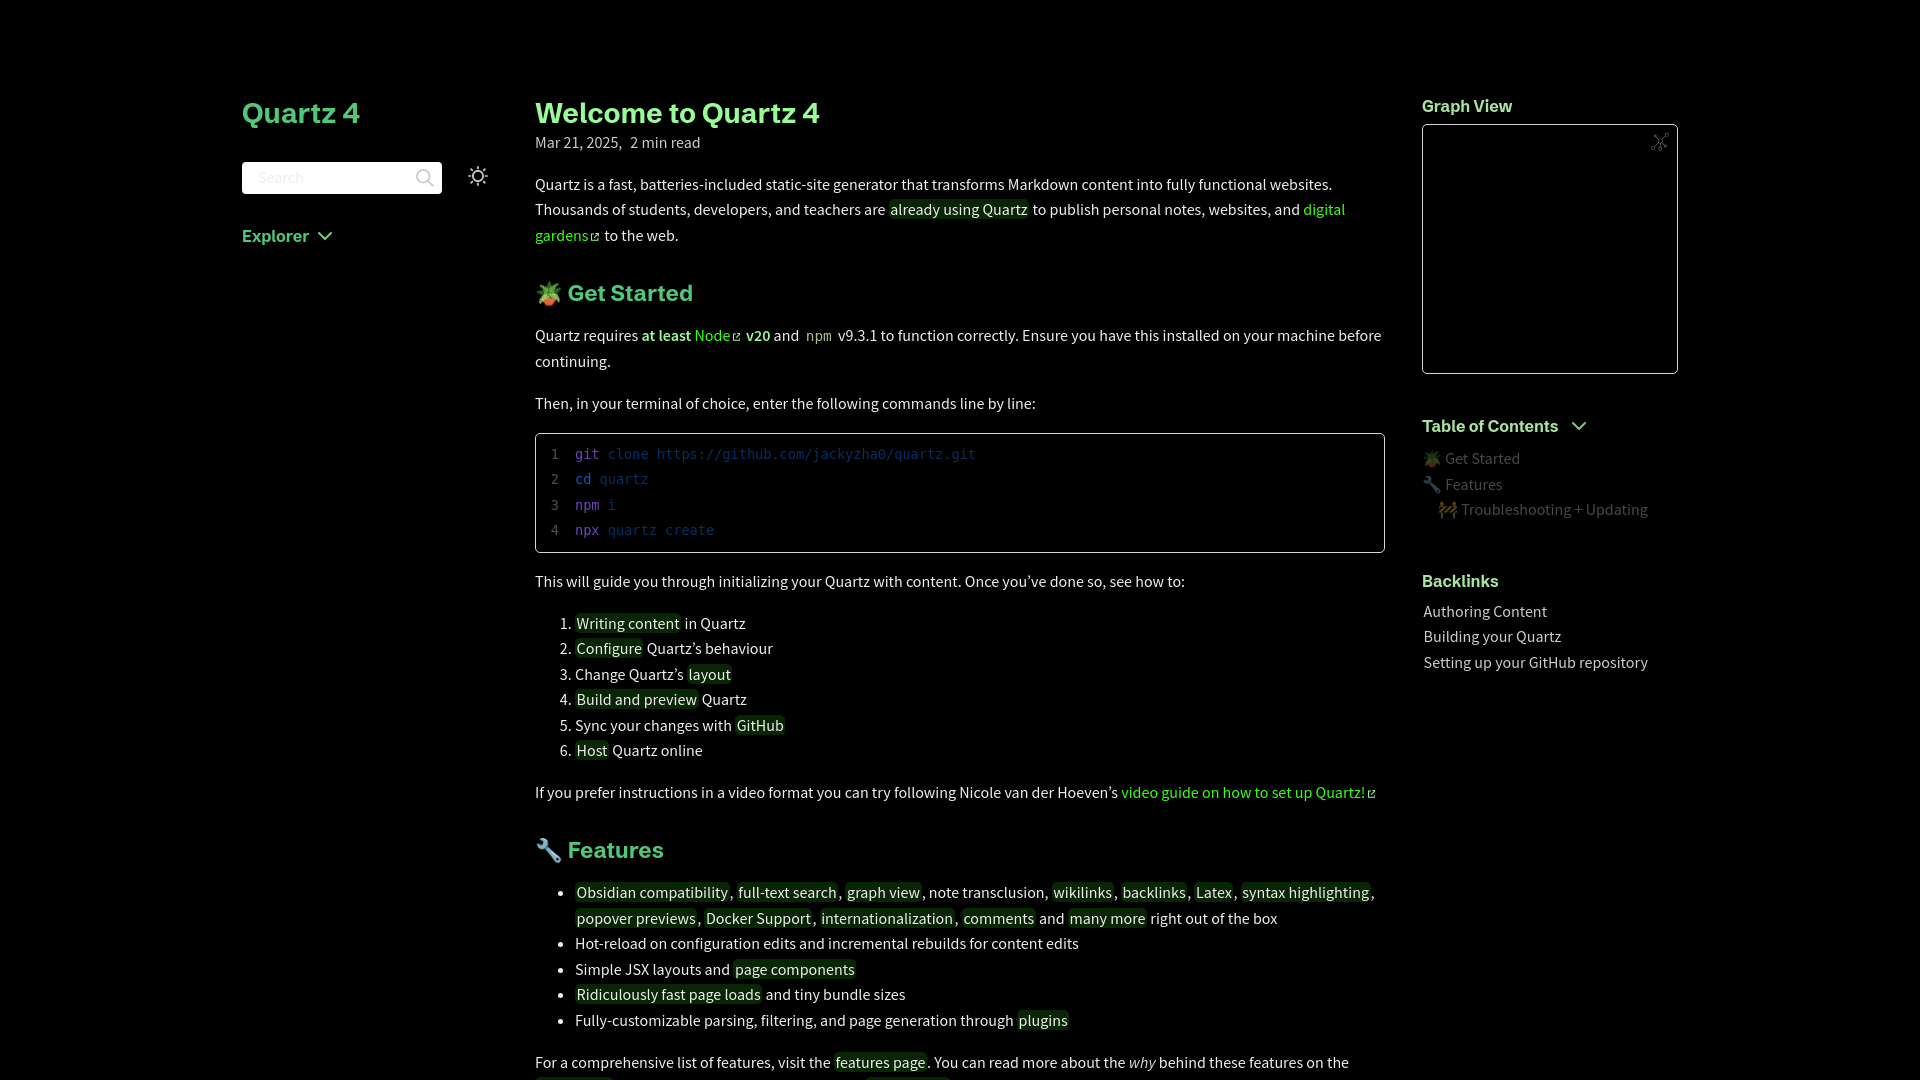 Quartz 4
Search
Explorer
Welcome to Quartz 4
Mar 21, 2025, 2 min read
Quartz is a fast, batteries-included static-site generator that transforms Markdown content into fully functional websites.
Thousands of students, developers, and teachers are already using Quartz to publish personal notes, websites, and digital
gardens to the web.
🪴 Get Started
Quartz requires at least Node v20 and npm v9.3.1 to function correctly. Ensure you have this installed on your machine before
continuing.
Then, in your terminal of choice, enter the following commands line by line:
1 git clone https://github.com/jackyzha0/quartz.git
2 cd quartz
3 npm i
4 npx quartz create
This will guide you through initializing your Quartz with content. Once you’ve done so, see how to:
1. Writing content in Quartz
2. Configure Quartz’s behaviour
3. Change Quartz’s layout
4. Build and preview Quartz
5. Sync your changes with GitHub
6. Host Quartz online
If you prefer instructions in a video format you can try following Nicole van der Hoeven’s video guide on how to set up Quartz!
🔧 Features
• Obsidian compatibility, full-text search, graph view, note transclusion, wikilinks, backlinks, Latex, syntax highlighting,
popover previews, Docker Support, internationalization, comments and many more right out of the box
• Hot-reload on configuration edits and incremental rebuilds for content edits
• Simple JSX layouts and page components
• Ridiculously fast page loads and tiny bundle sizes
• Fully-customizable parsing, filtering, and page generation through plugins
For a comprehensive list of features, visit the features page. You can read more about the why behind these features on the
Graph View
Table of Contents
🪴 Get Started
🔧 Features
🚧 Troubleshooting + Updating
Backlinks
Authoring Content
Building your Quartz
Setting up your GitHub repository